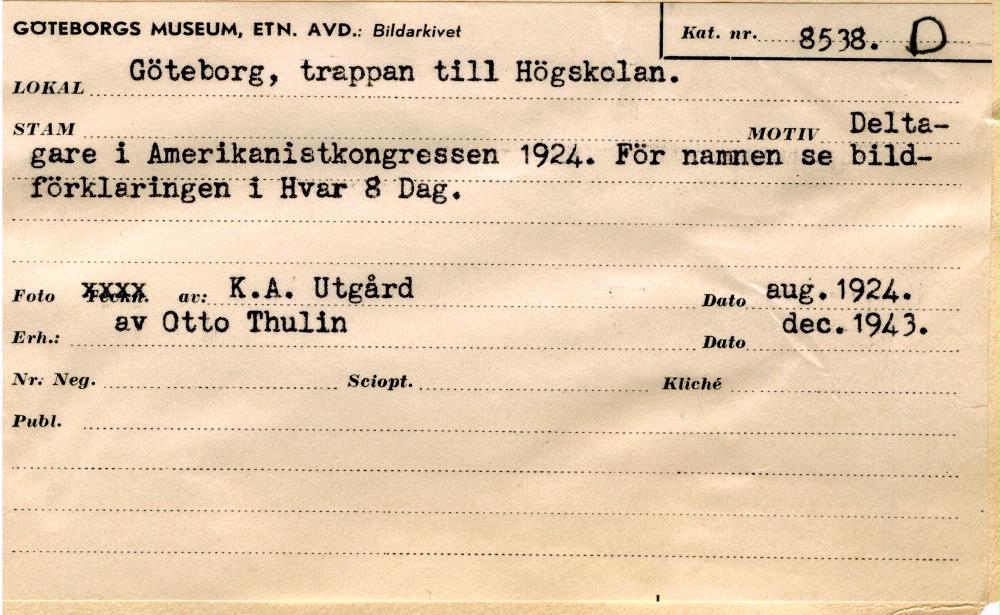 GÖTEBORGS MUSEUM, ETN. AVD.: Bildarkivet
Kat. nr. 8538. D
LOKAL Göteborg, trappan till Högskolan.
STAM MOTIV Delta-
gare i Amerikanistkongressen 1924. För namnen se bild-
förklaringen i Hvar 8 Dag.
Foto Teckn. av: K.A. Utgård Dato aug. 1924.
Erh.: av Otto Thulin Dato dec. 1943.
Nr. Neg. Sciopt. Kliché
Publ.